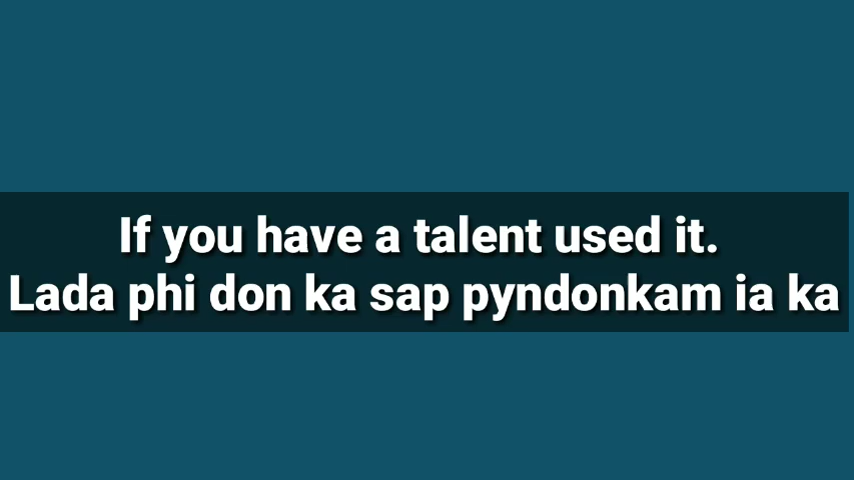 If you have a talent used it.
Lada phi don ka sap pyndonkam ia ka